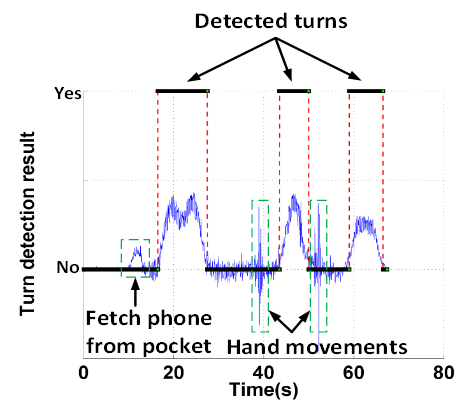 Detected turns
Yes
Turn detection result
No
Fetch phone
from pocket
Hand movements
0 20 40 60 80
Time(s)